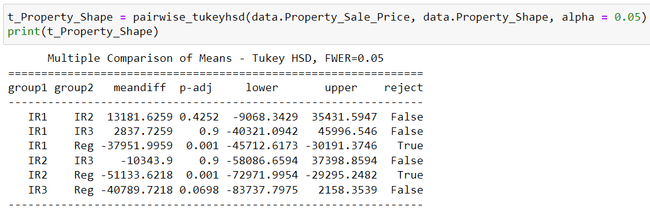 t_Property_Shape = pairwise_tukeyhsd(data.Property_Sale_Price, data.Property_Shape, alpha = 0.05)
print(t_Property_Shape)
Multiple Comparison of Means - Tukey HSD, FWER=0.05
================================================================
group1 group2 meandiff p-adj lower upper reject
----------------------------------------------------------------
IR1 IR2 13181.6259 0.4252 -9068.3429 35431.5947 False
IR1 IR3 2837.7259 0.9 -40321.0942 45996.546 False
IR1 Reg -37951.9959 0.001 -45712.6173 -30191.3746 True
IR2 IR3 -10343.9 0.9 -58086.6594 37398.8594 False
IR2 Reg -51133.6218 0.001 -72971.9954 -29295.2482 True
IR3 Reg -40789.7218 0.0698 -83737.7975 2158.3539 False
----------------------------------------------------------------